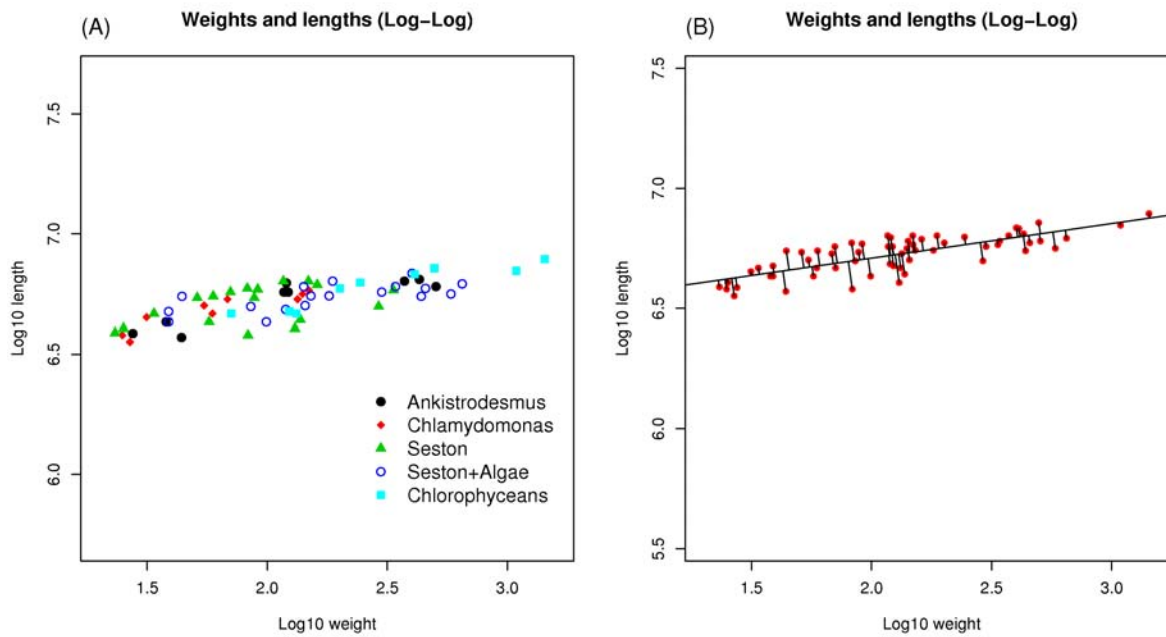 (A)
Weights and lengths (Log–Log)
Log10 length
7.5
7.0
6.5
6.0
1.5
2.0
2.5
3.0
Log10 weight
Ankistrodesmus
Chlamydomonas
Seston
Seston+Algae
Chlorophyceans
(B)
Weights and lengths (Log–Log)
Log10 length
7.5
7.0
6.5
6.0
5.5
1.5
2.0
2.5
3.0
Log10 weight